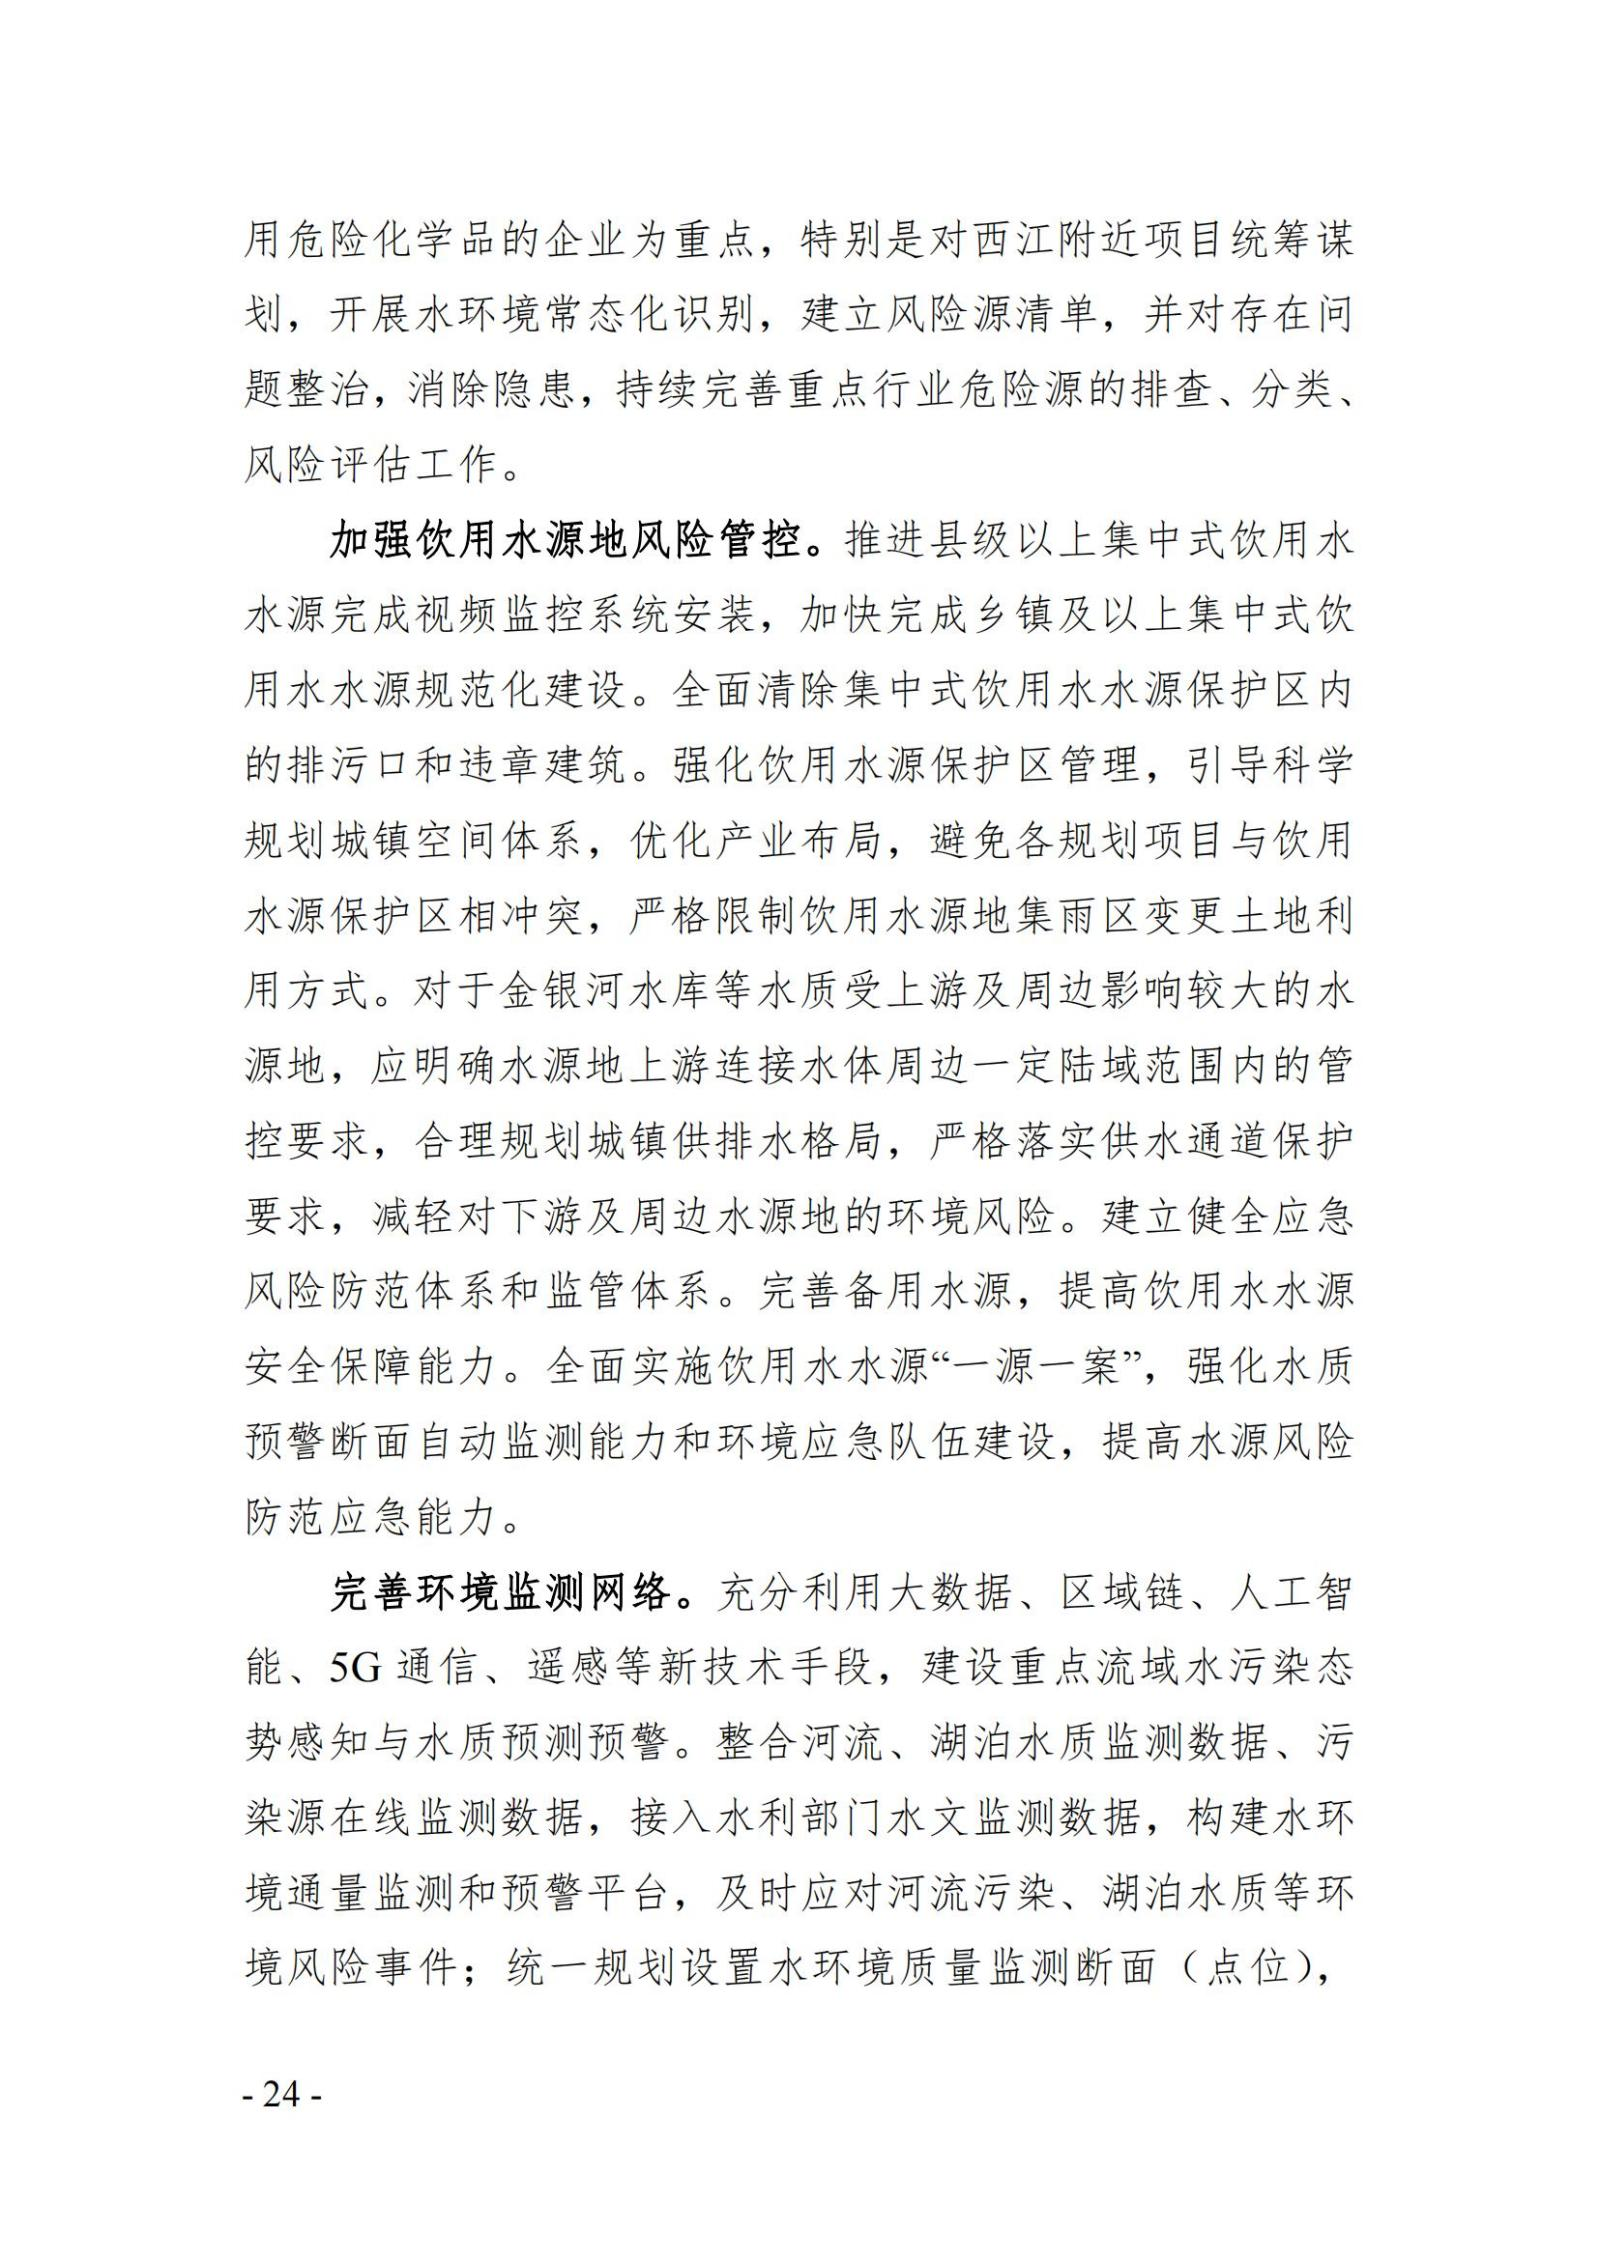 用危险化学品的企业为重点，特别是对西江附近项目统筹谋
划，开展水环境常态化识别，建立风险源清单，并对存在问
题整治，消除隐患，持续完善重点行业危险源的排查、分类、
风险评估工作。
加强饮用水源地风险管控。推进县级以上集中式饮用水
水源完成视频监控系统安装，加快完成乡镇及以上集中式饮
用水水源规范化建设。全面清除集中式饮用水水源保护区内
的排污口和违章建筑。强化饮用水源保护区管理，引导科学
规划城镇空间体系，优化产业布局，避免各规划项目与饮用
水源保护区相冲突，严格限制饮用水源地集雨区变更土地利
用方式。对于金银河水库等水质受上游及周边影响较大的水
源地，应明确水源地上游连接水体周边一定陆域范围内的管
控要求，合理规划城镇供排水格局，严格落实供水通道保护
要求，减轻对下游及周边水源地的环境风险。建立健全应急
风险防范体系和监管体系。完善备用水源，提高饮用水水源
安全保障能力。全面实施饮用水水源“一源一案”，强化水质
预警断面自动监测能力和环境应急队伍建设，提高水源风险
防范应急能力。
完善环境监测网络。充分利用大数据、区域链、人工智
能、5G 通信、遥感等新技术手段，建设重点流域水污染态
势感知与水质预测预警。整合河流、湖泊水质监测数据、污
染源在线监测数据，接入水利部门水文监测数据，构建水环
境通量监测和预警平台，及时应对河流污染、湖泊水质等环
境风险事件；统一规划设置水环境质量监测断面（点位），
- 24 -